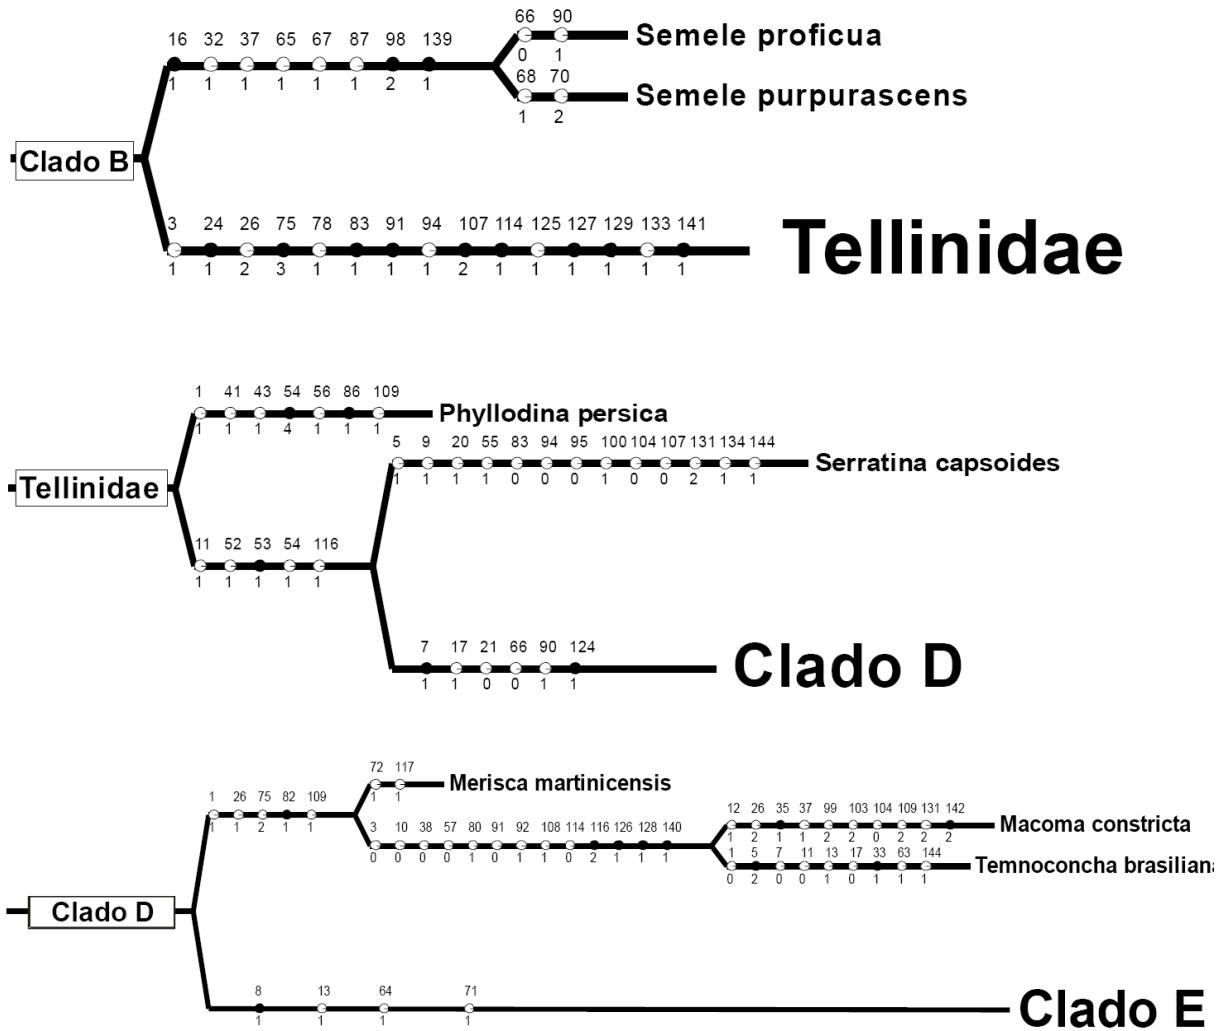 66 90
Semele proficua
0 1
16 32 37 65 67 87 98 139
1 1 1 1 1 1 2 1
68 70
Semele purpurascens
1 2
Clado B
3 24 26 75 78 83 91 94 107 114 125 127 129 133 141
1 1 2 3 1 1 1 1 2 1 1 1 1 1 1
Tellinidae
1 41 43 54 56 86 109
1 1 1 4 1 1 1
Phyllodina persica
5 9 20 55 83 94 95 100 104 107 131 134 144
1 1 1 1 0 0 0 1 0 0 2 1 1
Serratina capsoides
Tellinidae
11 52 53 54 116
1 1 1 1 1
7 17 21 66 90 124
1 1 0 0 1 1
Clado D
72 117
1 1
Merisca martinicensis
1 26 75 82 109
1 1 2 1 1
3 10 38 57 80 91 92 108 114 116 126 128 140
0 0 0 0 1 0 1 1 0 2 1 1 1
12 26 35 37 99 103 104 109 131 142
1 2 1 1 2 2 0 2 2 2
Macoma constricta
1 5 7 11 13 17 33 63 144
0 2 0 0 1 0 1 1 1
Temnoconcha brasiliana
Clado D
8 13 64 71
1 1 1 1
Clado E